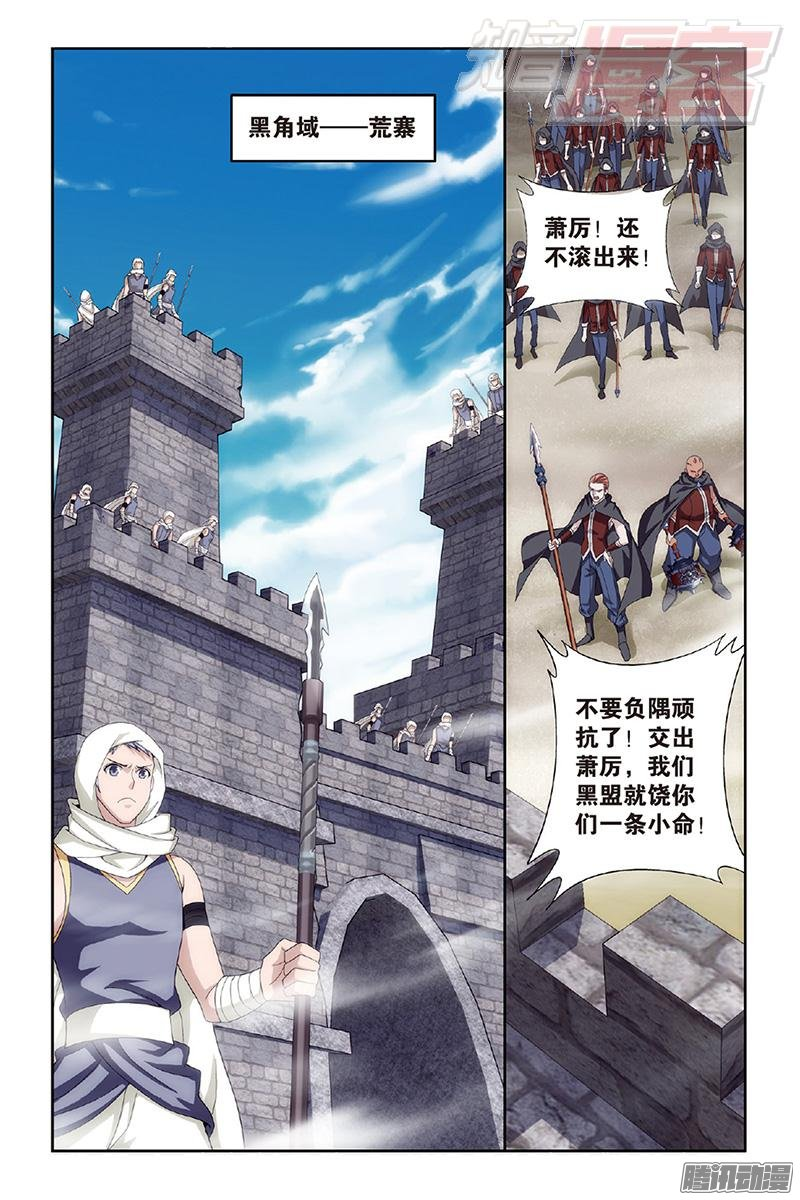 知音漫客
黑角域——荒寨
萧厉！还
不滚出来！
不要负隅顽
抗了！交出
萧厉，我们
黑盟就饶你
们一条小命！
腾讯动漫